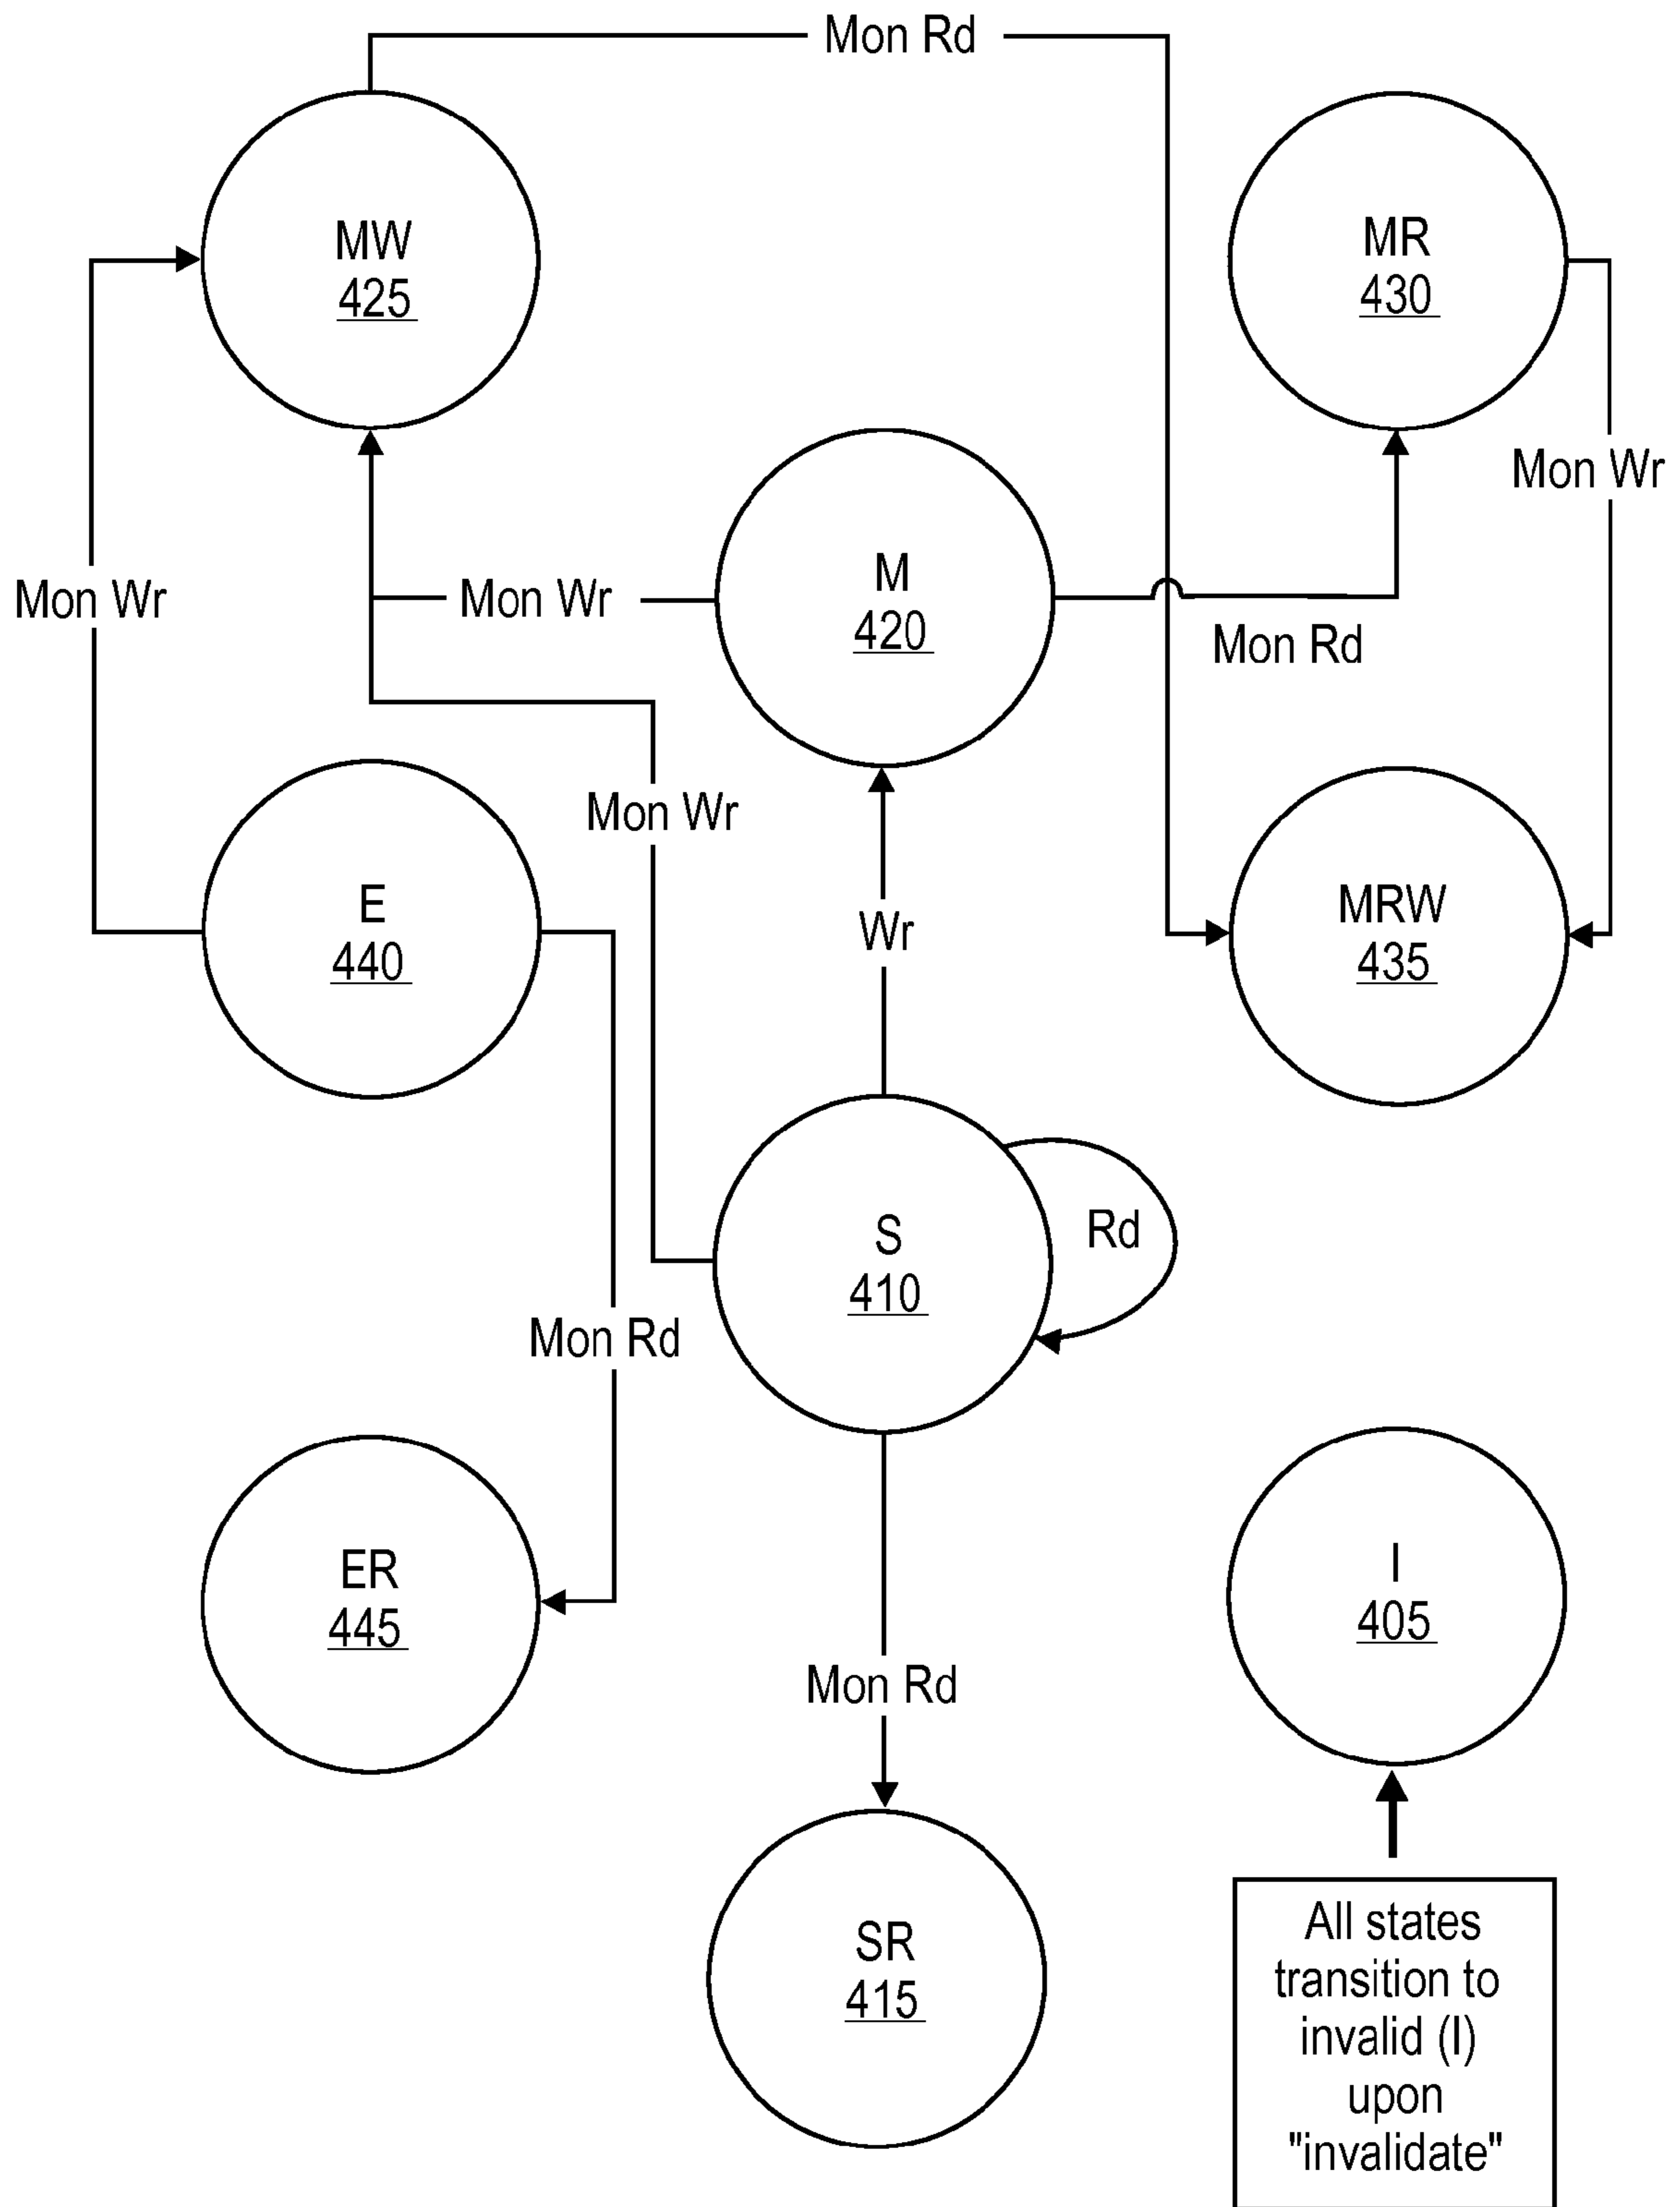 Mon Rd
MW
425
MR
430
Mon Wr
M
420
Mon Wr
Mon Wr
Mon Rd
Mon Wr
E
440
Wr
MRW
435
S
410
Rd
Mon Rd
ER
445
I
405
Mon Rd
SR
415
All states
transition to
invalid (I)
upon
"invalidate"